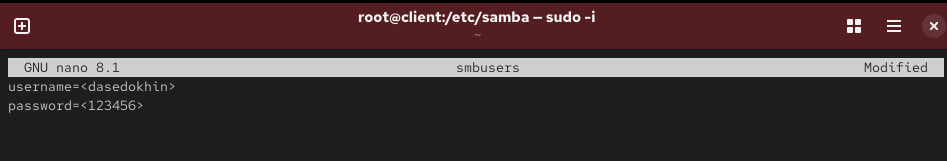 root@client:/etc/samba — sudo -i
~
GNU nano 8.1 smbusers Modified
username=<dasedokhin>
password=<123456>